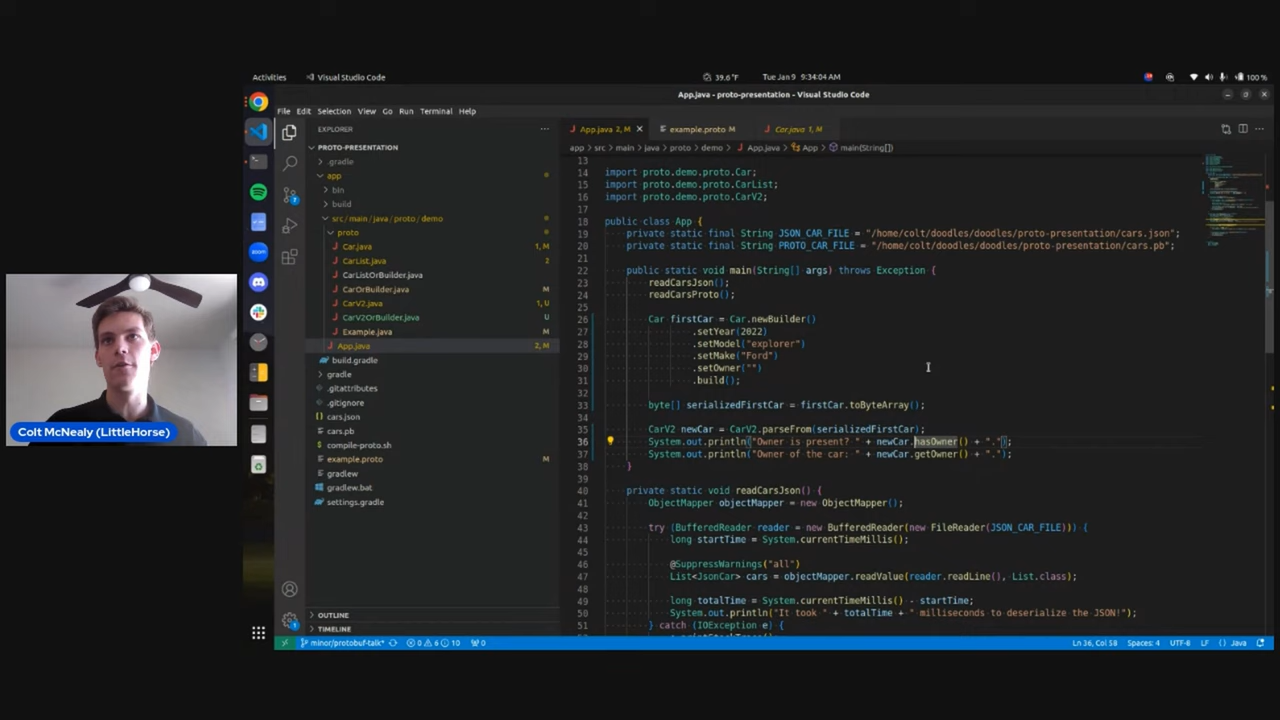 Activities
Visual Studio Code
39.6 °F
Tue Jan 9 9:34:04 AM
100 %
App.java - proto-presentation - Visual Studio Code
File Edit Selection View Go Run Terminal Help
EXPLORER
App.java 2, M
example.proto M
Car.java 1, M
app > src > main > java > proto > demo > App.java > App > main(String[])
PROTO-PRESENTATION
.gradle
app
bin
build
src/main/java/proto/demo
proto
Car.java 1, M
CarList.java 2
CarListOrBuilder.java
CarOrBuilder.java M
CarV2.java 1, U
CarV2OrBuilder.java U
Example.java M
App.java 2, M
build.gradle
gradle
.gitattributes
.gitignore
cars.json
cars.pb
compile-proto.sh
example.proto M
gradlew
gradlew.bat
settings.gradle
OUTLINE
TIMELINE
13
14 import proto.demo.proto.Car;
15 import proto.demo.proto.CarList;
16 import proto.demo.proto.CarV2;
17
18 public class App {
19 private static final String JSON_CAR_FILE = "/home/colt/doodles/doodles/proto-presentation/cars.json";
20 private static final String PROTO_CAR_FILE = "/home/colt/doodles/doodles/proto-presentation/cars.pb";
21
22 public static void main(String[] args) throws Exception {
23 readCarsJson();
24 readCarsProto();
25
26 Car firstCar = Car.newBuilder()
27 .setYear(2022)
28 .setModel("explorer")
29 .setMake("Ford")
30 .setOwner("")
31 .build();
32
33 byte[] serializedFirstCar = firstCar.toByteArray();
34
35 CarV2 newCar = CarV2.parseFrom(serializedFirstCar);
36 System.out.println("Owner is present? " + newCar.hasOwner() + ".");
37 System.out.println("Owner of the car: " + newCar.getOwner() + ".");
38 }
39
40 private static void readCarsJson() {
41 ObjectMapper objectMapper = new ObjectMapper();
42
43 try (BufferedReader reader = new BufferedReader(new FileReader(JSON_CAR_FILE))) {
44 long startTime = System.currentTimeMillis();
45
46 @SuppressWarnings("all")
47 List<JsonCar> cars = objectMapper.readValue(reader.readLine(), List.class);
48
49 long totalTime = System.currentTimeMillis() - startTime;
50 System.out.println("It took " + totalTime + " milliseconds to deserialize the JSON!");
51 } catch (IOException e) {
Colt McNealy (LittleHorse)
minor/protobuf-talk* 0 6 10 0
Ln 36, Col 58 Spaces: 4 UTF-8 LF {} Java